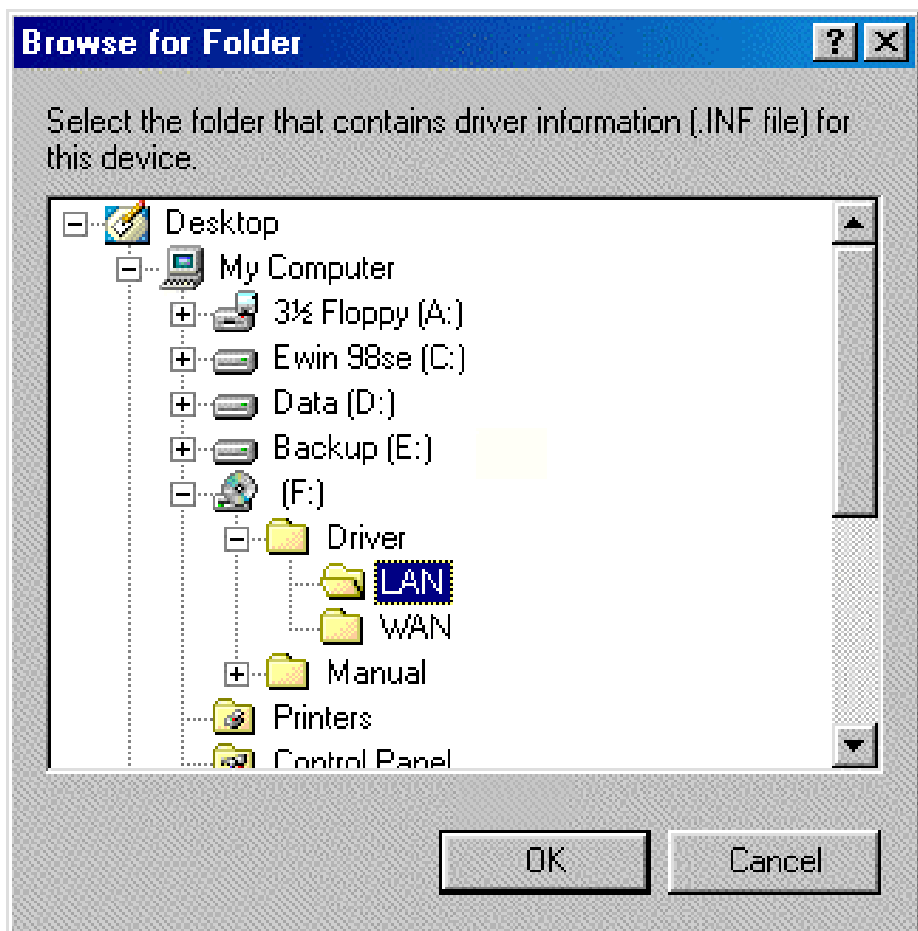 Browse for Folder
Select the folder that contains driver information (.INF file) for
this device.
Desktop
My Computer
3½ Floppy (A:)
Ewin 98se (C:)
Data (D:)
Backup (E:)
(F:)
Driver
LAN
WAN
Manual
Printers
Control Panel
OK
Cancel